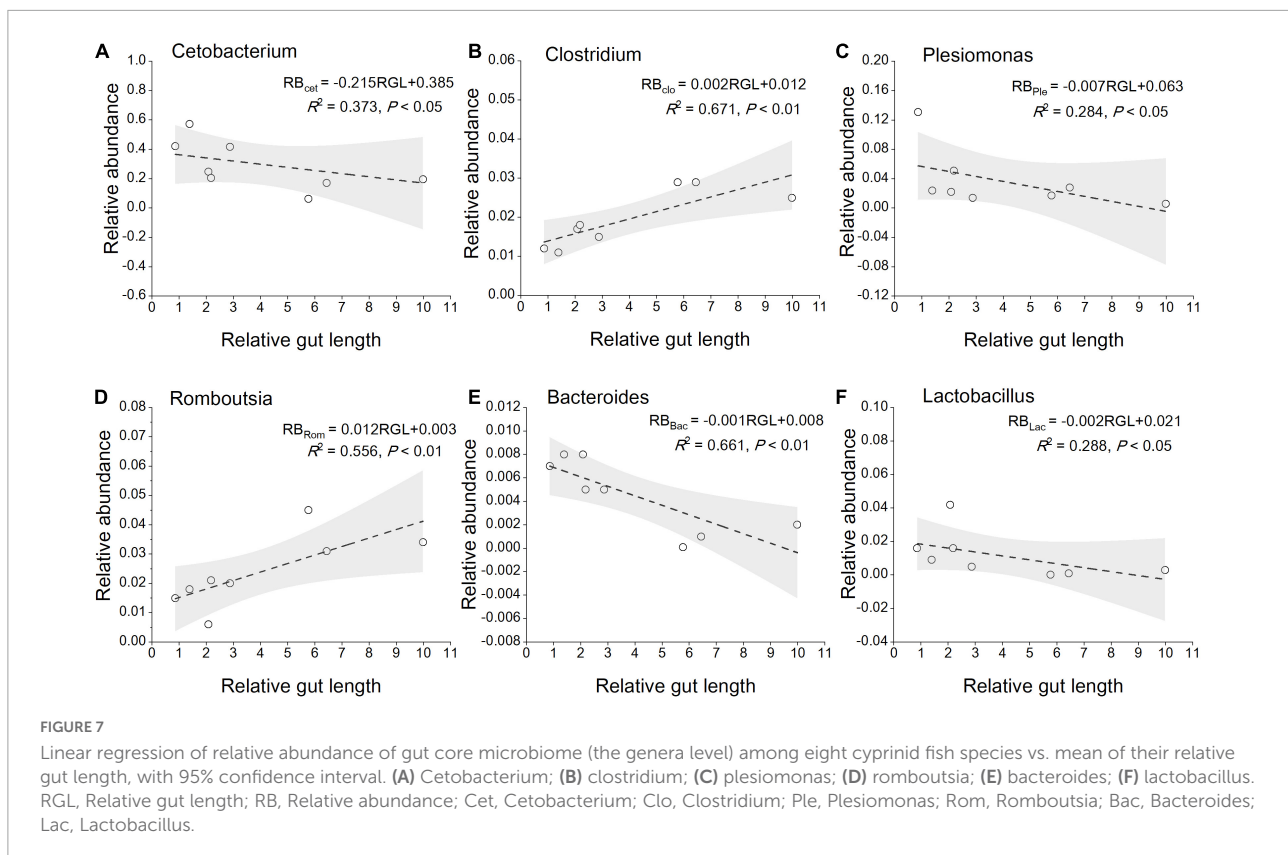 A Cetobacterium
RB_cet = -0.215RGL+0.385
R² = 0.373, P < 0.05
Relative abundance
1.0
0.8
0.6
0.4
0.2
0.0
-0.2
-0.4
-0.6
0 1 2 3 4 5 6 7 8 9 10 11
Relative gut length
B Clostridium
RB_clo = 0.002RGL+0.012
R² = 0.671, P < 0.01
Relative abundance
0.06
0.05
0.04
0.03
0.02
0.01
0.00
0 1 2 3 4 5 6 7 8 9 10 11
Relative gut length
C Plesiomonas
RB_Ple = -0.007RGL+0.063
R² = 0.284, P < 0.05
Relative abundance
0.20
0.16
0.12
0.08
0.04
0.00
-0.04
-0.08
-0.12
0 1 2 3 4 5 6 7 8 9 10 11
Relative gut length
D Romboutsia
RB_Rom = 0.012RGL+0.003
R² = 0.556, P < 0.01
Relative abundance
0.08
0.07
0.06
0.05
0.04
0.03
0.02
0.01
0.00
0 1 2 3 4 5 6 7 8 9 10 11
Relative gut length
E Bacteroides
RB_Bac = -0.001RGL+0.008
R² = 0.661, P < 0.01
Relative abundance
0.012
0.010
0.008
0.006
0.004
0.002
0.000
-0.002
-0.004
-0.006
-0.008
0 1 2 3 4 5 6 7 8 9 10 11
Relative gut length
F Lactobacillus
RB_Lac = -0.002RGL+0.021
R² = 0.288, P < 0.05
Relative abundance
0.10
0.08
0.06
0.04
0.02
0.00
-0.02
-0.04
0 1 2 3 4 5 6 7 8 9 10 11
Relative gut length
FIGURE 7
Linear regression of relative abundance of gut core microbiome (the genera level) among eight cyprinid fish species vs. mean of their relative
gut length, with 95% confidence interval. (A) Cetobacterium; (B) clostridium; (C) plesiomonas; (D) romboutsia; (E) bacteroides; (F) lactobacillus.
RGL, Relative gut length; RB, Relative abundance; Cet, Cetobacterium; Clo, Clostridium; Ple, Plesiomonas; Rom, Romboutsia; Bac, Bacteroides;
Lac, Lactobacillus.